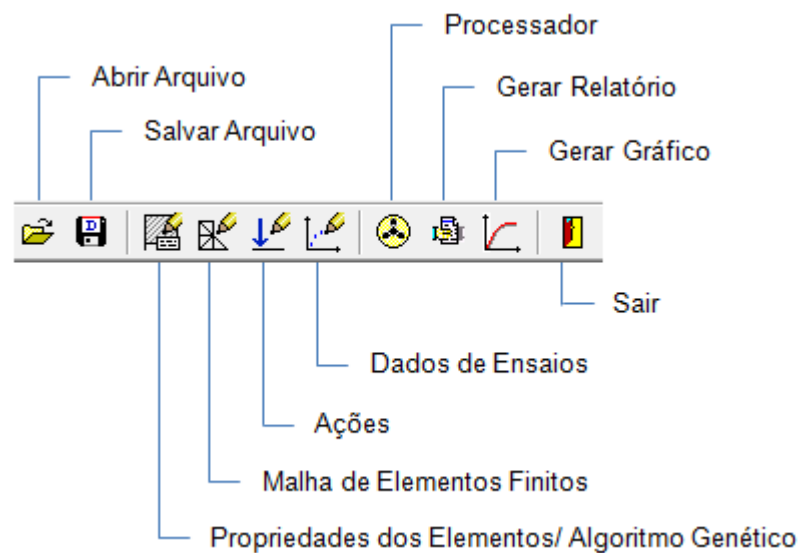 Processador
Abrir Arquivo
Gerar Relatório
Salvar Arquivo
Gerar Gráfico
D
Sair
Dados de Ensaios
Ações
Malha de Elementos Finitos
Propriedades dos Elementos/ Algoritmo Genético